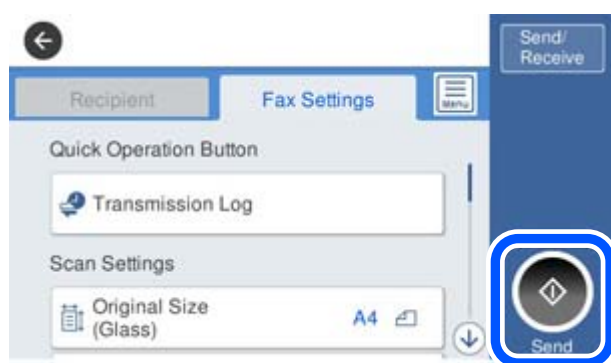 Send/
Receive
Recipient
Fax Settings
Menu
Quick Operation Button
Transmission Log
Scan Settings
Original Size
(Glass)
A4
Send